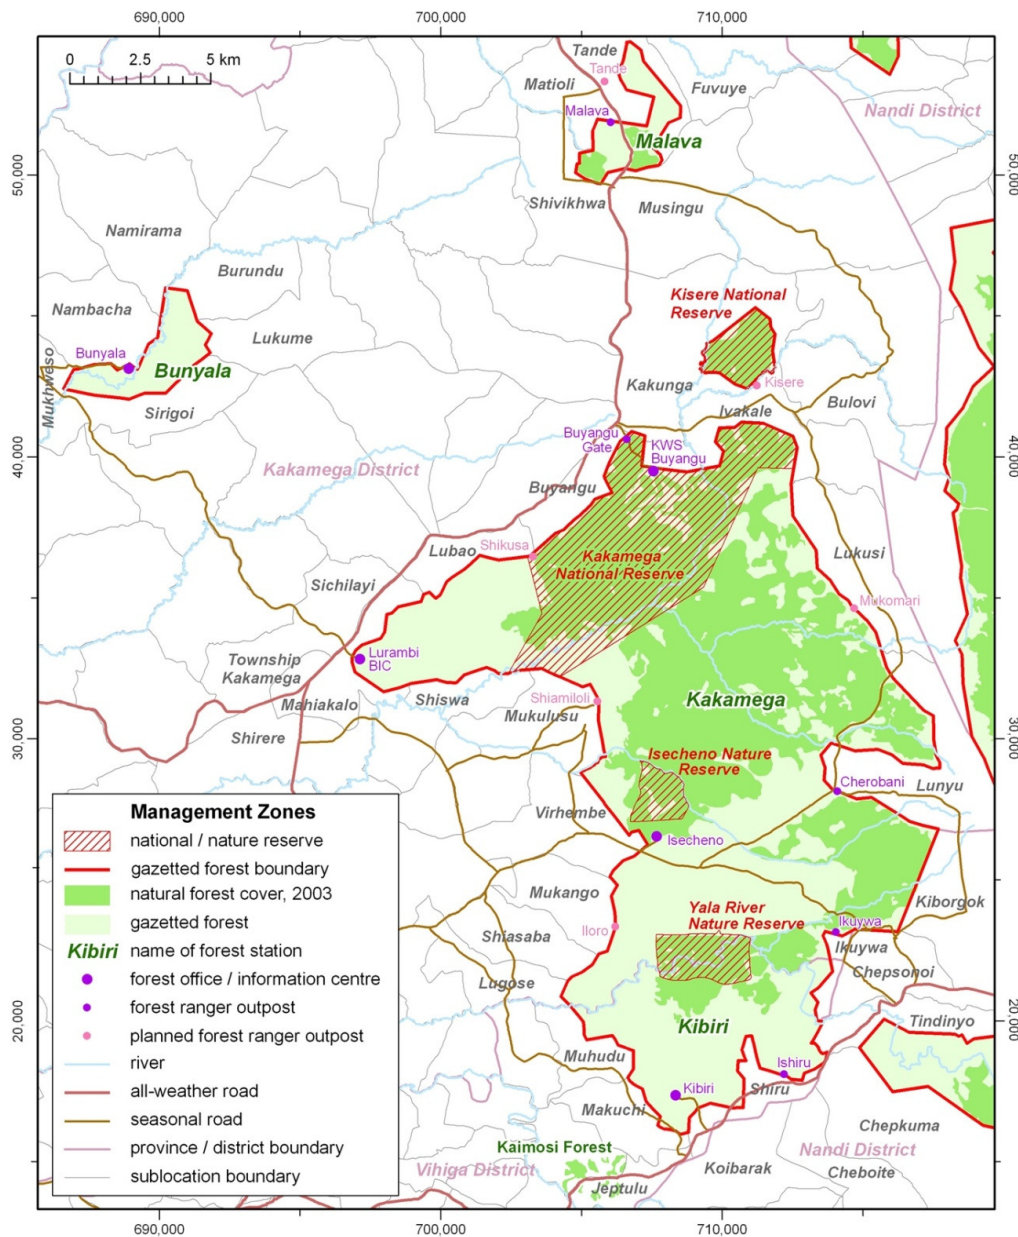 690,000
700,000
710,000
0
2.5
5 km
Tande
Tande
Matioli
Fuvuye
Nandi District
Malava
Malava
50,000
50,000
Shivikhwa
Musingu
Namirama
Burundu
Nambacha
Kisere National
Reserve
Lukume
Bunyala
Bunyala
Mukhweso
Sirigoi
Kakunga
Kisere
Ivakale
Bulovi
Buyangu
Gate
KWS
Buyangu
40,000
40,000
Kakamega District
Buyangu
Lubao
Shikusa
Kakamega
National Reserve
Lukusi
Sichilayi
Mukomari
Lurambi
BIC
Township
Kakamega
Mahiakalo
Shiswa
Shiamiloli
Mukulusu
Kakamega
30,000
30,000
Shirere
Isecheno Nature
Reserve
Cherobani
Lunyu
Virhembe
Isecheno
Mukango
Kiborgok
Yala River
Nature Reserve
Ikuywa
Iloro
Shiasaba
Ikuywa
Chepsonoi
Lugose
20,000
20,000
Kibiri
Tindinyo
Muhudu
Ishiru
Kibiri
Shiru
Makuchi
Chepkuma
Kaimosi Forest
Nandi District
Vihiga District
Koibarak
Cheboite
Jeptulu
Management Zones
national / nature reserve
gazetted forest boundary
natural forest cover, 2003
gazetted forest
Kibiri name of forest station
forest office / information centre
forest ranger outpost
planned forest ranger outpost
river
all-weather road
seasonal road
province / district boundary
sublocation boundary
690,000
700,000
710,000